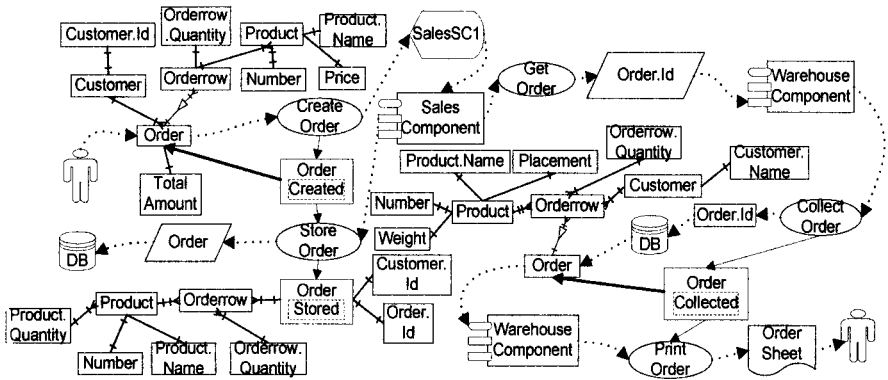 Customer.Id
Orderrow.
Quantity
Product
Product.
Name
Customer
Orderrow
Number
Price
Order
Create
Order
Total
Amount
Order
Created
Store
Order
Order
DB
Order
Stored
Customer.
Id
Order.
Id
Product.
Quantity
Product
Orderrow
Number
Product.
Name
Orderrow.
Quantity
SalesSC1
Sales
Component
Get
Order
Order.Id
Warehouse
Component
Product.Name
Placement
Orderrow.
Quantity
Customer.
Name
Number
Product
Orderrow
Customer
Weight
DB
Order.Id
Collect
Order
Order
Order
Collected
Warehouse
Component
Print
Order
Order
Sheet